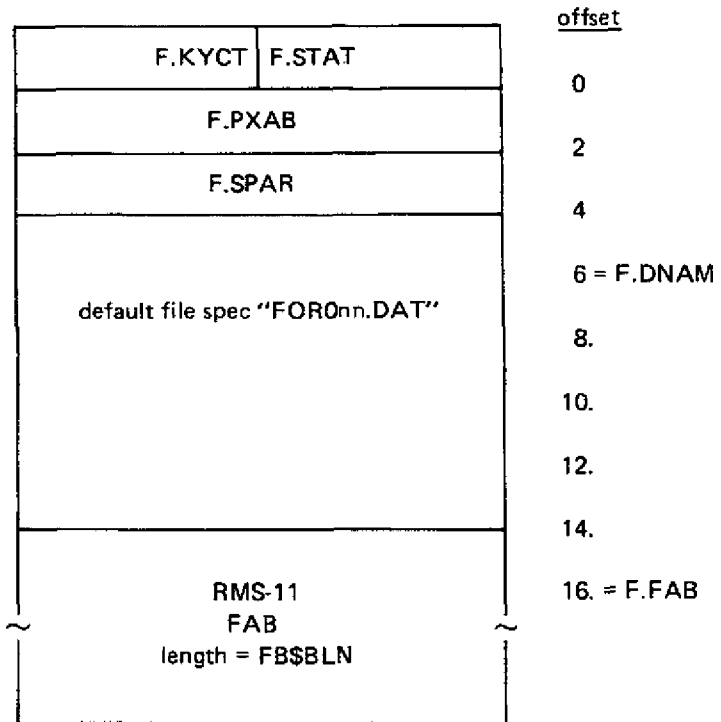 offset
F.KYCT F.STAT
0
F.PXAB
2
F.SPAR
4
6 = F.DNAM
default file spec "FOR0nn.DAT"
8.
10.
12.
14.
RMS-11
16. = F.FAB
FAB
length = FB$BLN